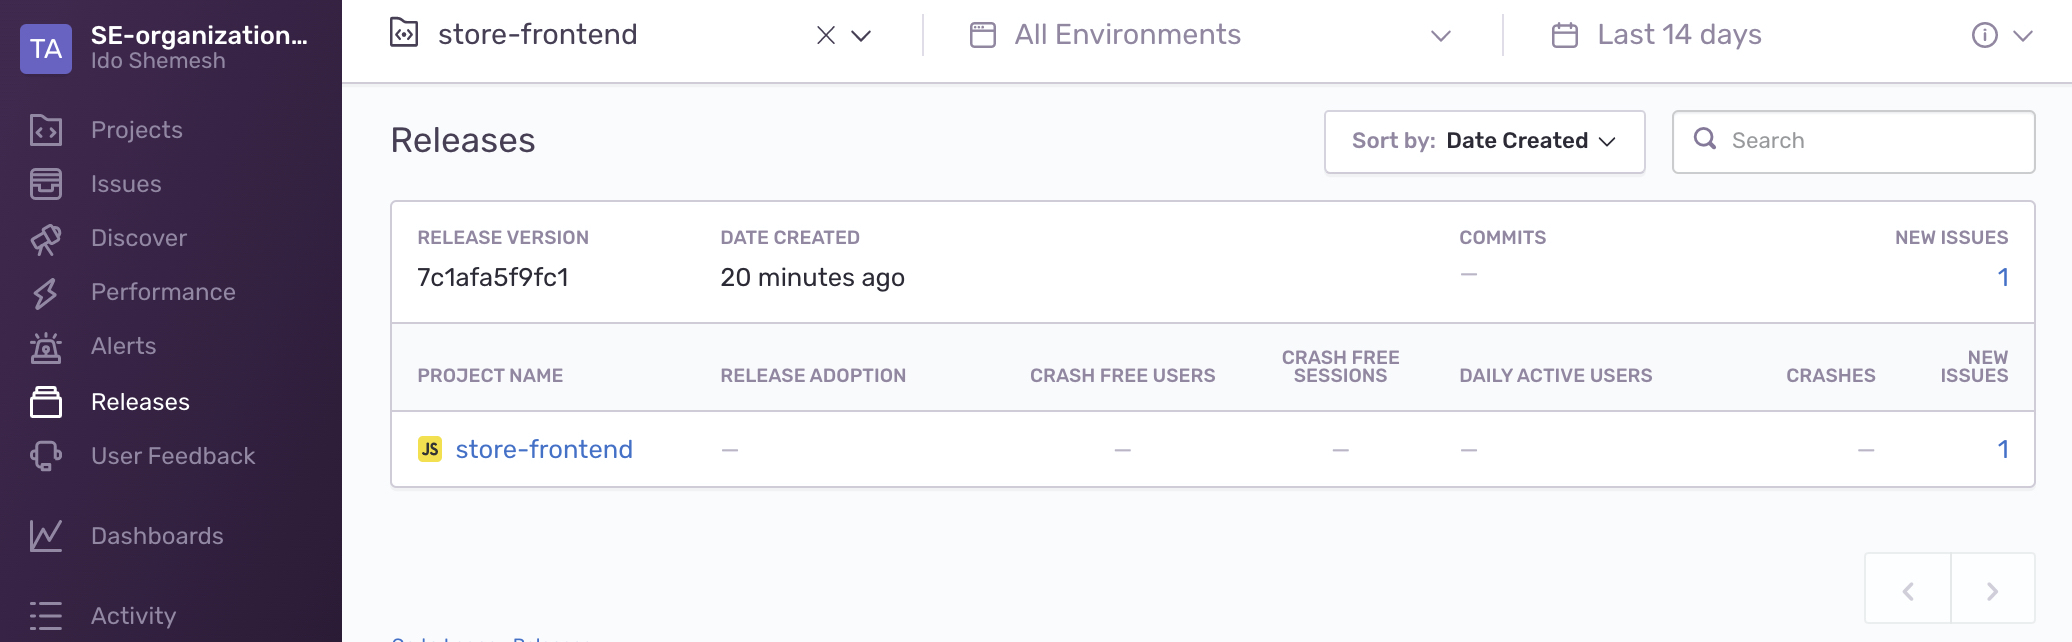 TA
SE-organization...
Ido Shemesh
Projects
Issues
Discover
Performance
Alerts
Releases
User Feedback
Dashboards
Activity
store-frontend
All Environments
Last 14 days
Releases
Sort by: Date Created
Search
RELEASE VERSION DATE CREATED COMMITS NEW ISSUES
7c1afa5f9fc1 20 minutes ago — 1
PROJECT NAME RELEASE ADOPTION CRASH FREE USERS CRASH FREE SESSIONS DAILY ACTIVE USERS CRASHES NEW ISSUES
JS store-frontend — — — — — 1